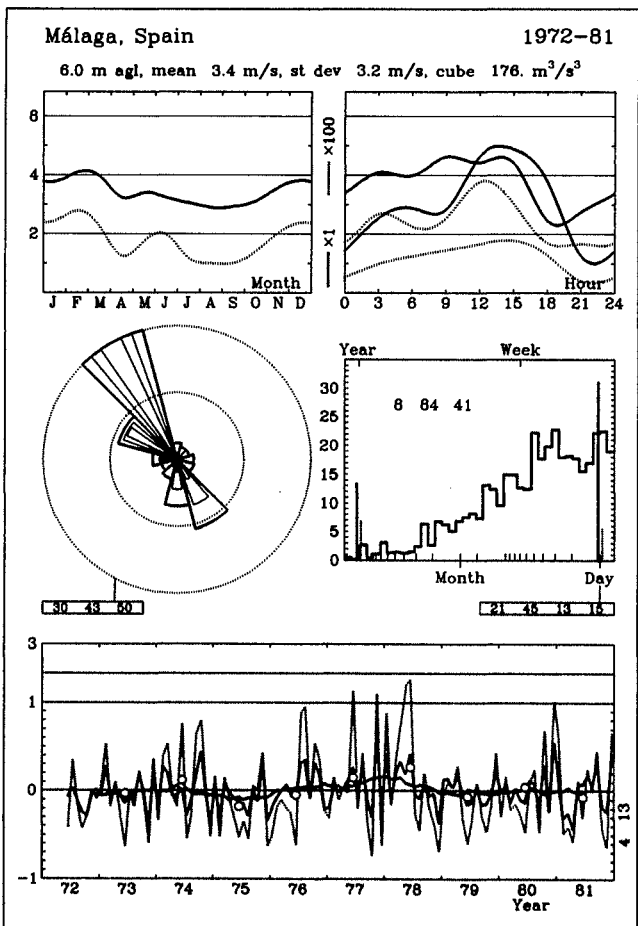 Málaga, Spain 1972-81
6.0 m agl, mean 3.4 m/s, st dev 3.2 m/s, cube 176. m³/s³
8
4
2
Month
J F M A M J J A S O N D
×100
×1
Hour
0 3 6 9 12 15 18 21 24
30 43 50
Year Week
8 84 41
30
25
20
15
10
5
0
Month Day
21 45 13 15
3
1
0
-1
72 73 74 75 76 77 78 79 80 81
Year
4 13